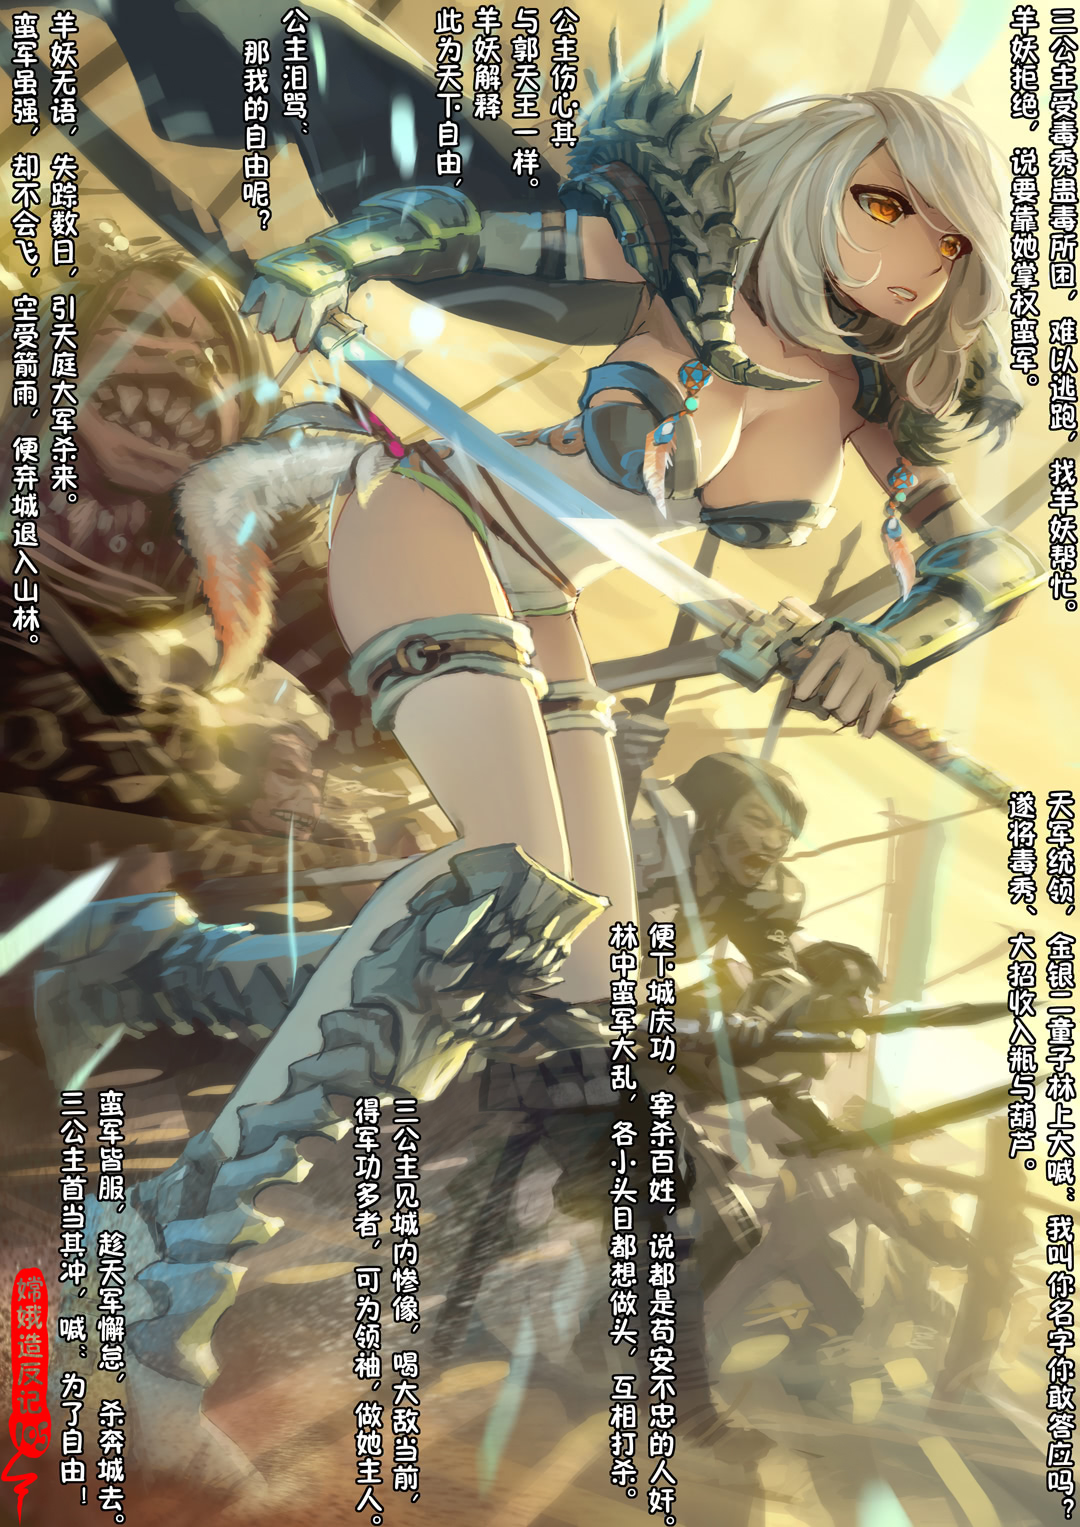 三公主受毒秀蛊毒所困，难以逃跑，找羊妖帮忙。
羊妖拒绝，说要靠她掌权蛮军。
公主伤心其
与郭天王一样。
羊妖解释
此为天下自由，
公主泪骂：
那我的自由呢？
羊妖无语，失踪数日，引天庭大军杀来。
蛮军虽强，却不会飞，空受箭雨，便弃城退入山林。
天军统领，金银二童子林上大喊：我叫你名字你敢答应吗？
遂将毒秀、大招收入瓶与葫芦。
便下城庆功，宰杀百姓，说都是苟安不忠的人奸。
林中蛮军大乱，各小头目都想做头，互相打杀。
三公主见城内惨像，喝大敌当前，
得军功多者，可为领袖，做她主人。
蛮军皆服，趁天军懈怠，杀奔城去。
三公主首当其冲，喊：为了自由！
嫦娥造反记